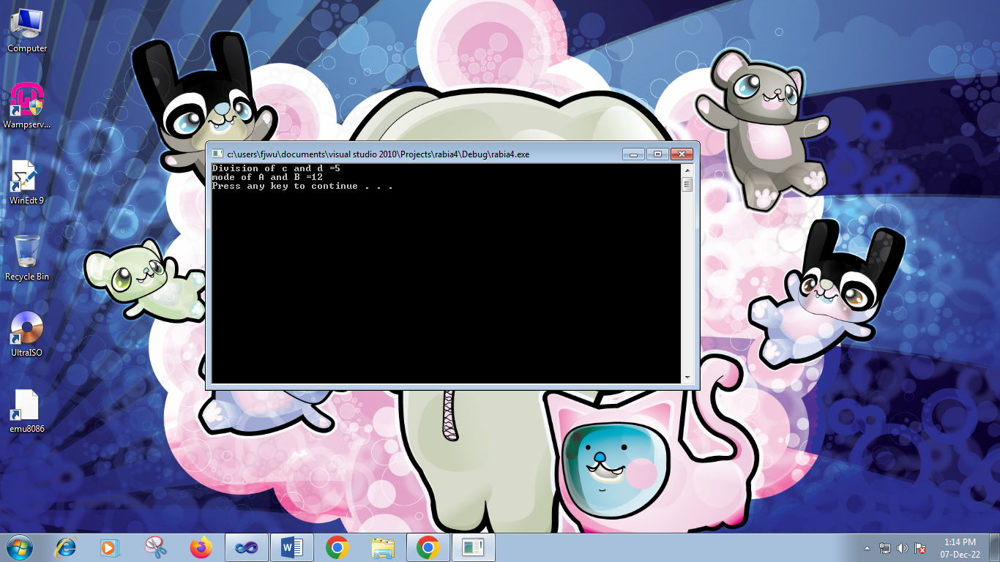 Computer
Wampserv...
WinEdt 9
Recycle Bin
UltraISO
emu8086
c:\users\fjwu\documents\visual studio 2010\Projects\rabia4\Debug\rabia4.exe
Division of c and d =5
mode of A and B =12
Press any key to continue . . .
1:14 PM
07-Dec-22